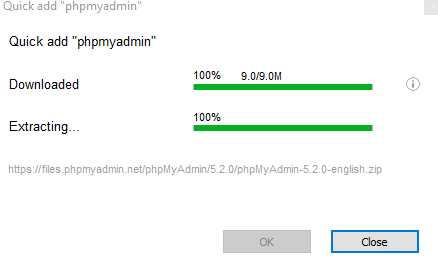 Quick add "phpmyadmin"
Quick add "phpmyadmin"
100% 9.0/9.0M
Downloaded
100%
Extracting...
https://files.phpmyadmin.net/phpMyAdmin/5.2.0/phpMyAdmin-5.2.0-english.zip
OK Close